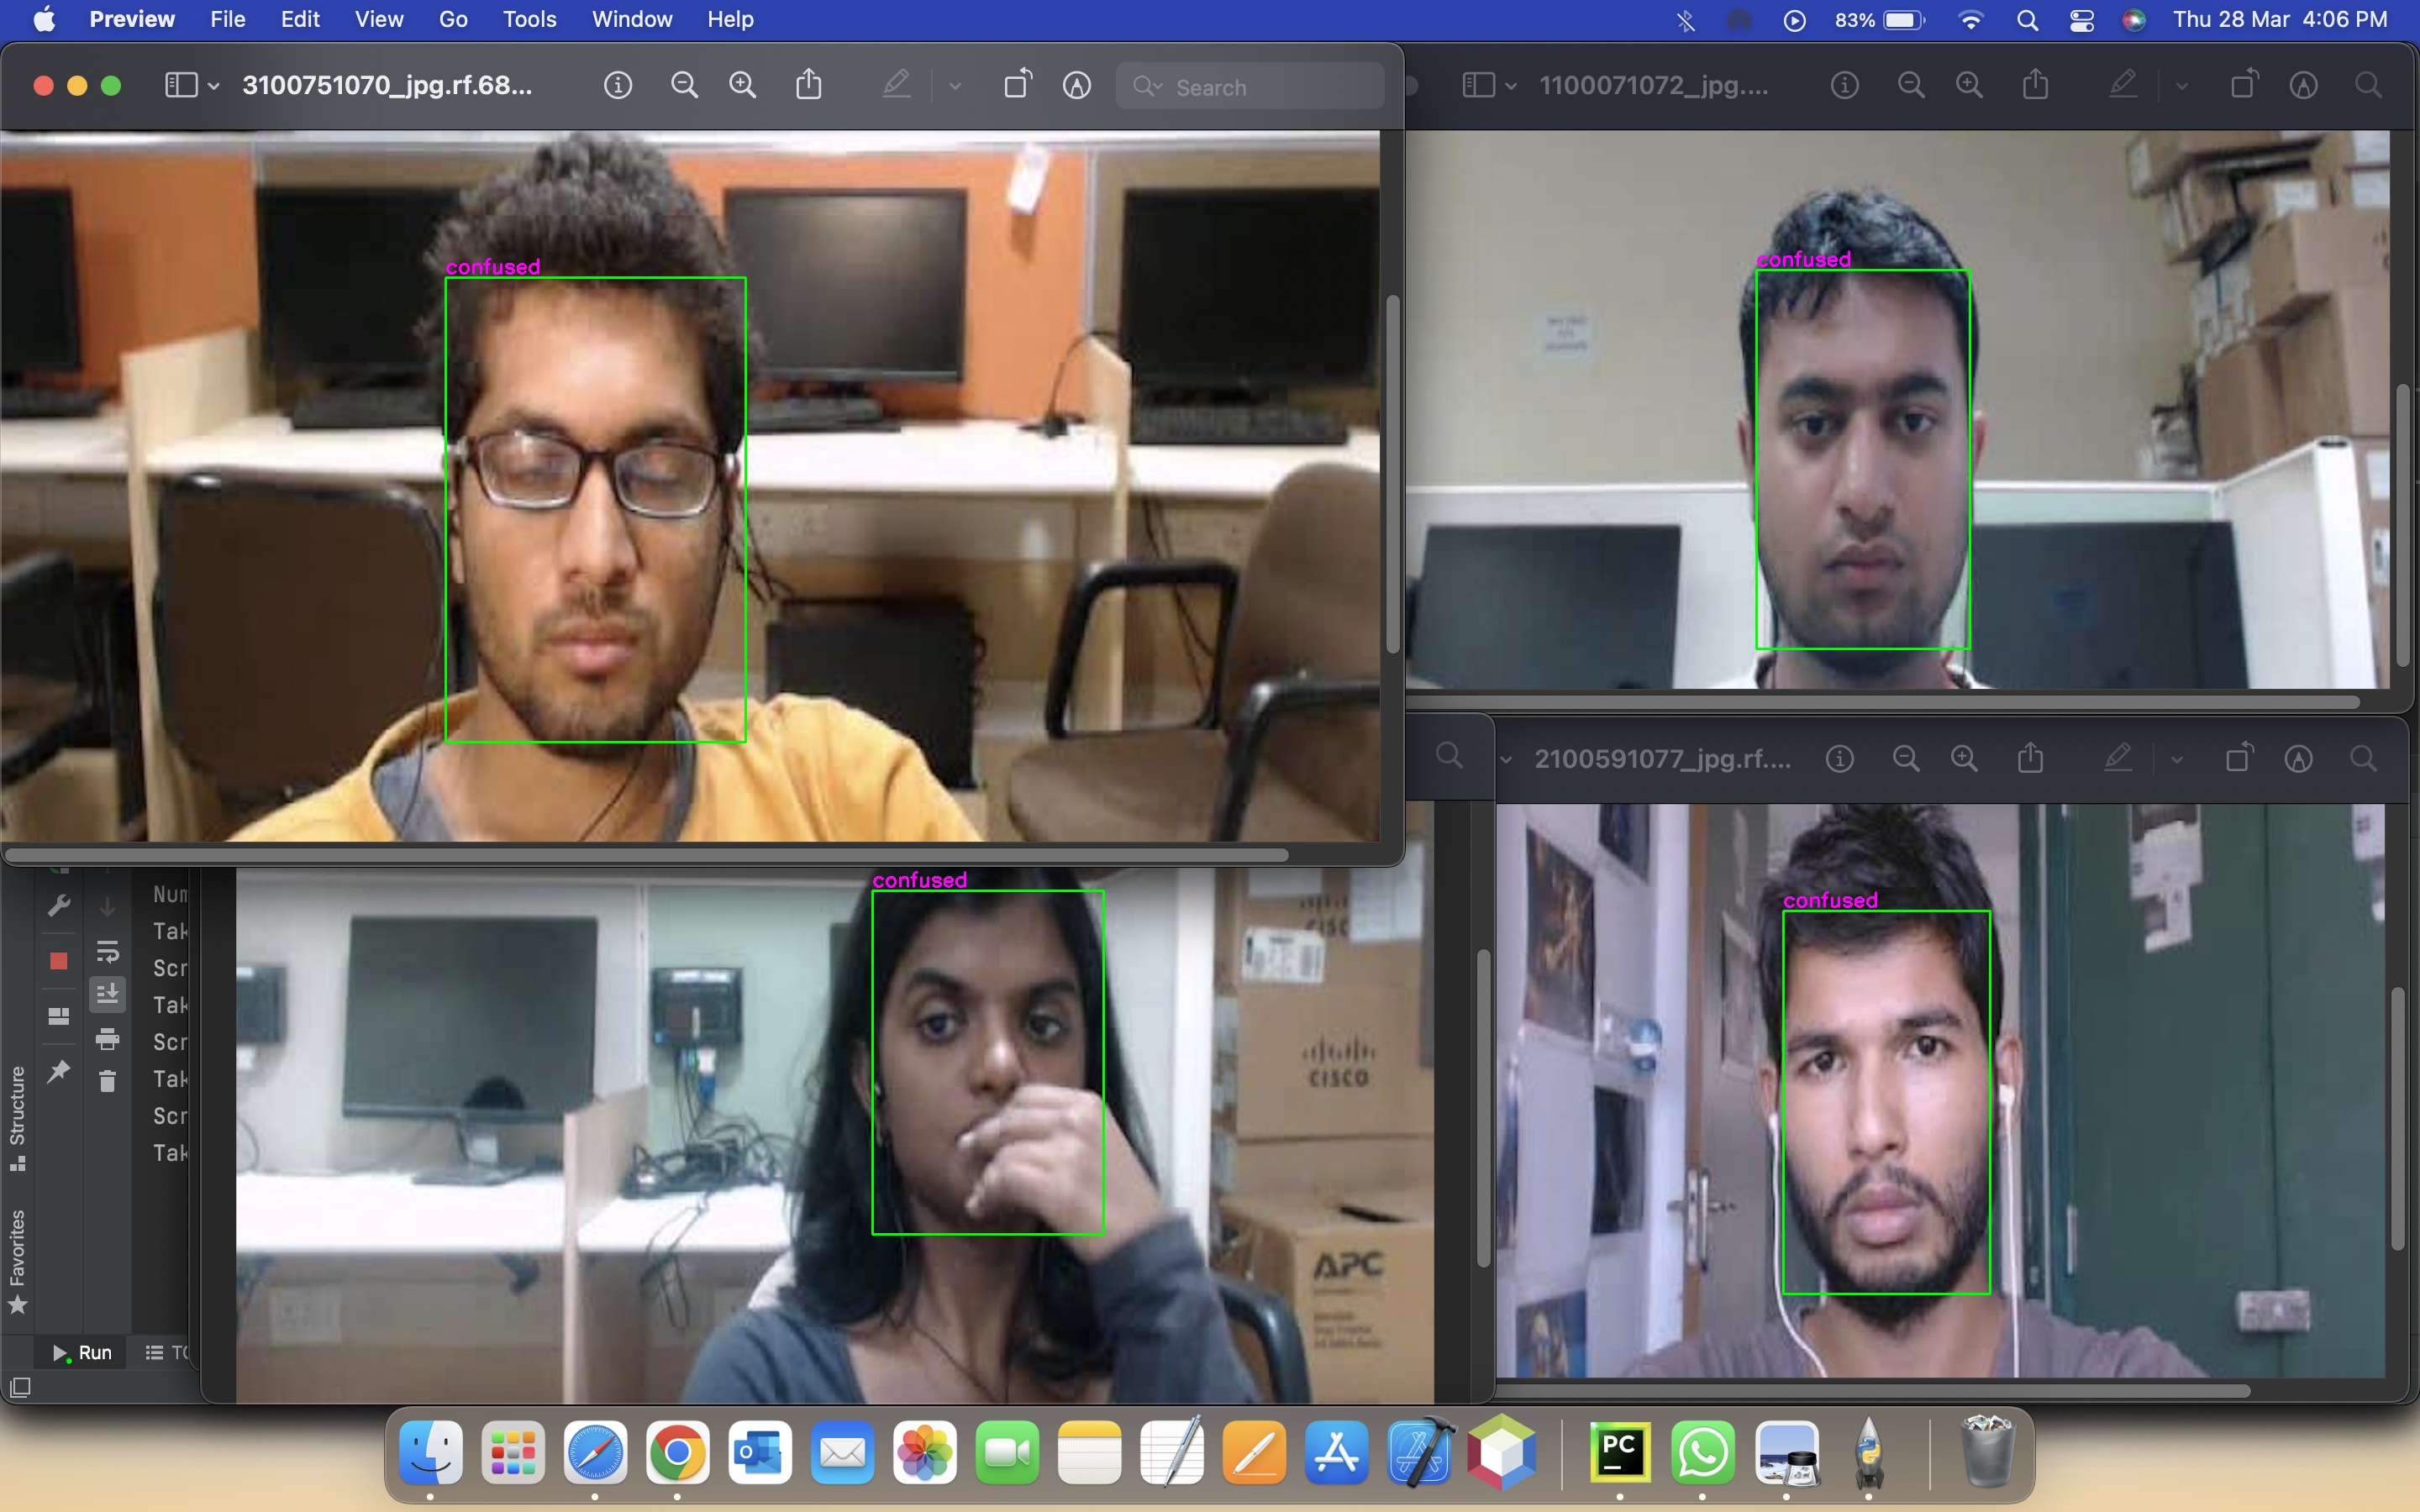 Preview File Edit View Go Tools Window Help 83% Thu 28 Mar 4:06 PM
3100751070_jpg.rf.68... Search
1100071072_jpg....
confused
confused
2100591077_jpg.rf....
confused
confused
Num
Tak
Scr
Tak
Scr
Tak
Scr
Tak
Structure
Favorites
CISCO
CISCO
APC
Run
TO
PC